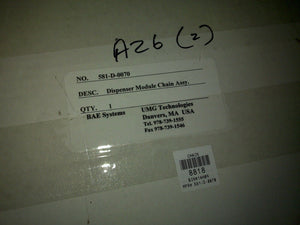 A26 (2)
NO. 581-D-0070
DESC. Dispenser Module Chain Assy.
QTY. 1
BAE Systems UMG Technologies
Danvers, MA USA
Tel. 978-739-1555
Fax 978-739-1546
CHAIN
8818